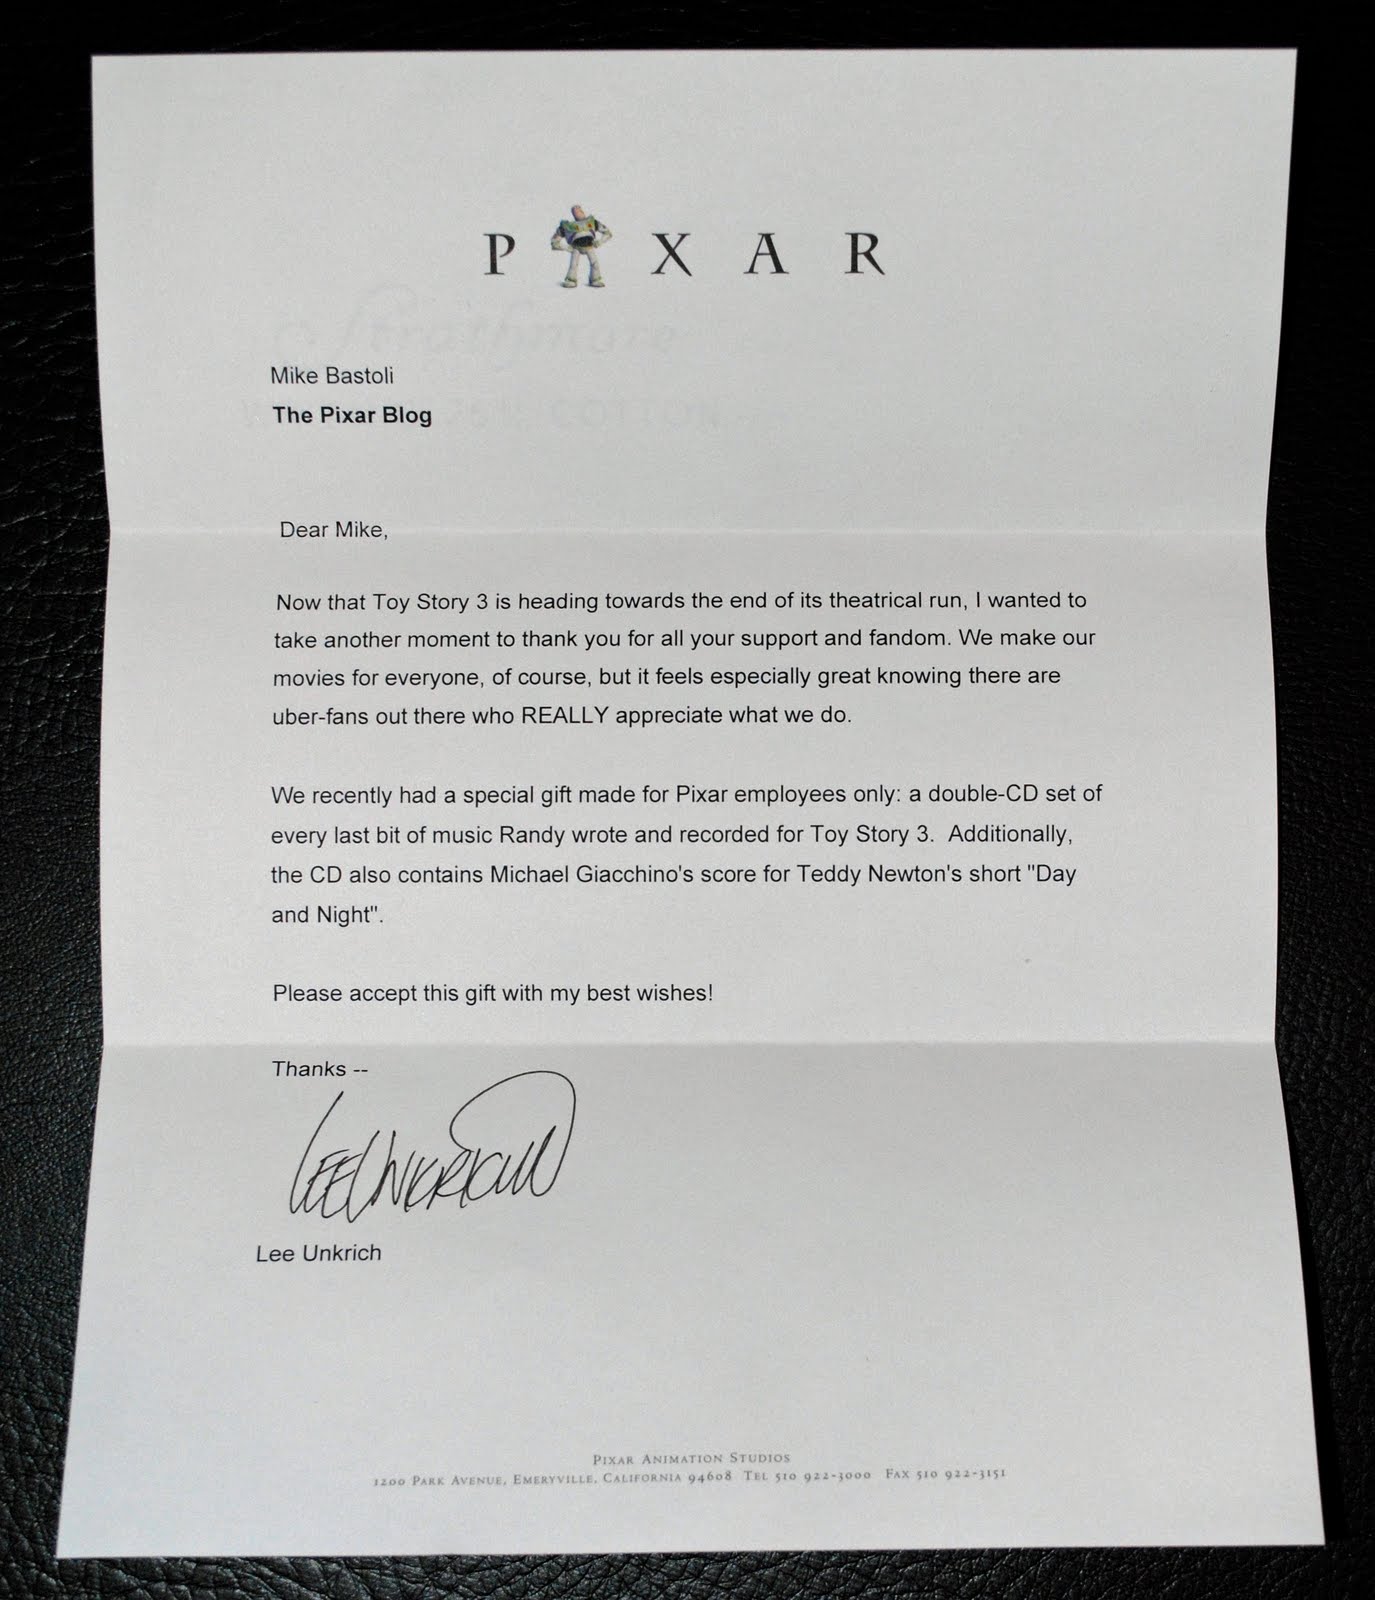 P XAR
Strathmore
COTTON
Mike Bastoli
The Pixar Blog
Dear Mike,
Now that Toy Story 3 is heading towards the end of its theatrical run, I wanted to
take another moment to thank you for all your support and fandom. We make our
movies for everyone, of course, but it feels especially great knowing there are
uber-fans out there who REALLY appreciate what we do.
We recently had a special gift made for Pixar employees only: a double-CD set of
every last bit of music Randy wrote and recorded for Toy Story 3.  Additionally,
the CD also contains Michael Giacchino's score for Teddy Newton's short "Day
and Night".
Please accept this gift with my best wishes!
Thanks --
LEE UNKRICH
Lee Unkrich
PIXAR ANIMATION STUDIOS
1200 PARK AVENUE, EMERYVILLE, CALIFORNIA 94608  TEL 510 922-3000  FAX 510 922-3151